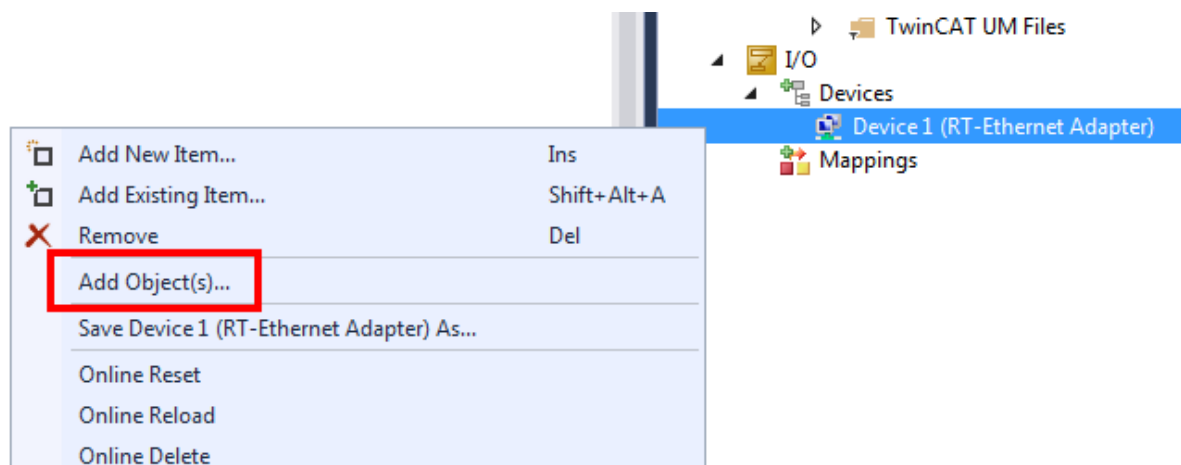 TwinCAT UM Files
I/O
Devices
Device 1 (RT-Ethernet Adapter)
Mappings
Add New Item... Ins
Add Existing Item... Shift+Alt+A
Remove Del
Add Object(s)...
Save Device 1 (RT-Ethernet Adapter) As...
Online Reset
Online Reload
Online Delete